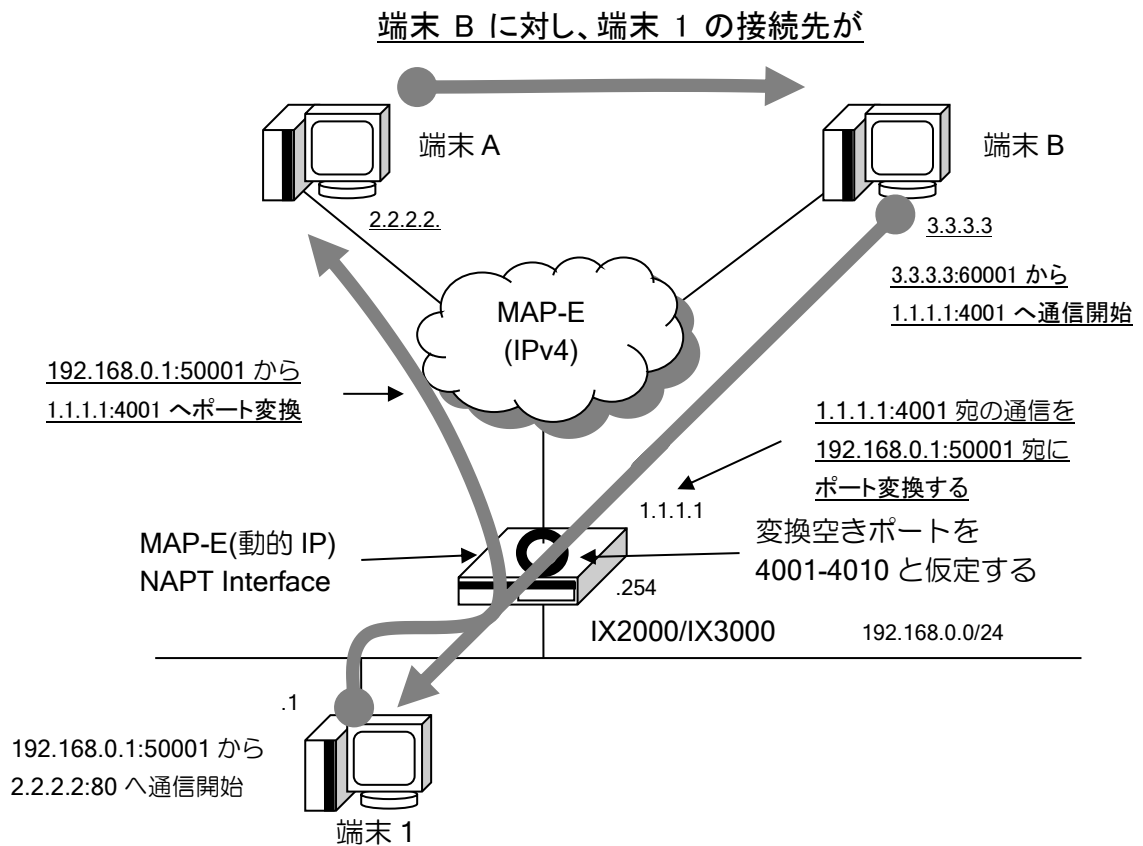 端末 B に対し、端末 1 の接続先が
端末 A
端末 B
2.2.2.2.
3.3.3.3
3.3.3.3:60001 から
1.1.1.1:4001 へ通信開始
MAP-E
(IPv4)
192.168.0.1:50001 から
1.1.1.1:4001 へポート変換
1.1.1.1:4001 宛の通信を
192.168.0.1:50001 宛に
ポート変換する
1.1.1.1
MAP-E(動的 IP)
NAPT Interface
変換空きポートを
4001-4010 と仮定する
.254
IX2000/IX3000
192.168.0.0/24
.1
192.168.0.1:50001 から
2.2.2.2:80 へ通信開始
端末 1